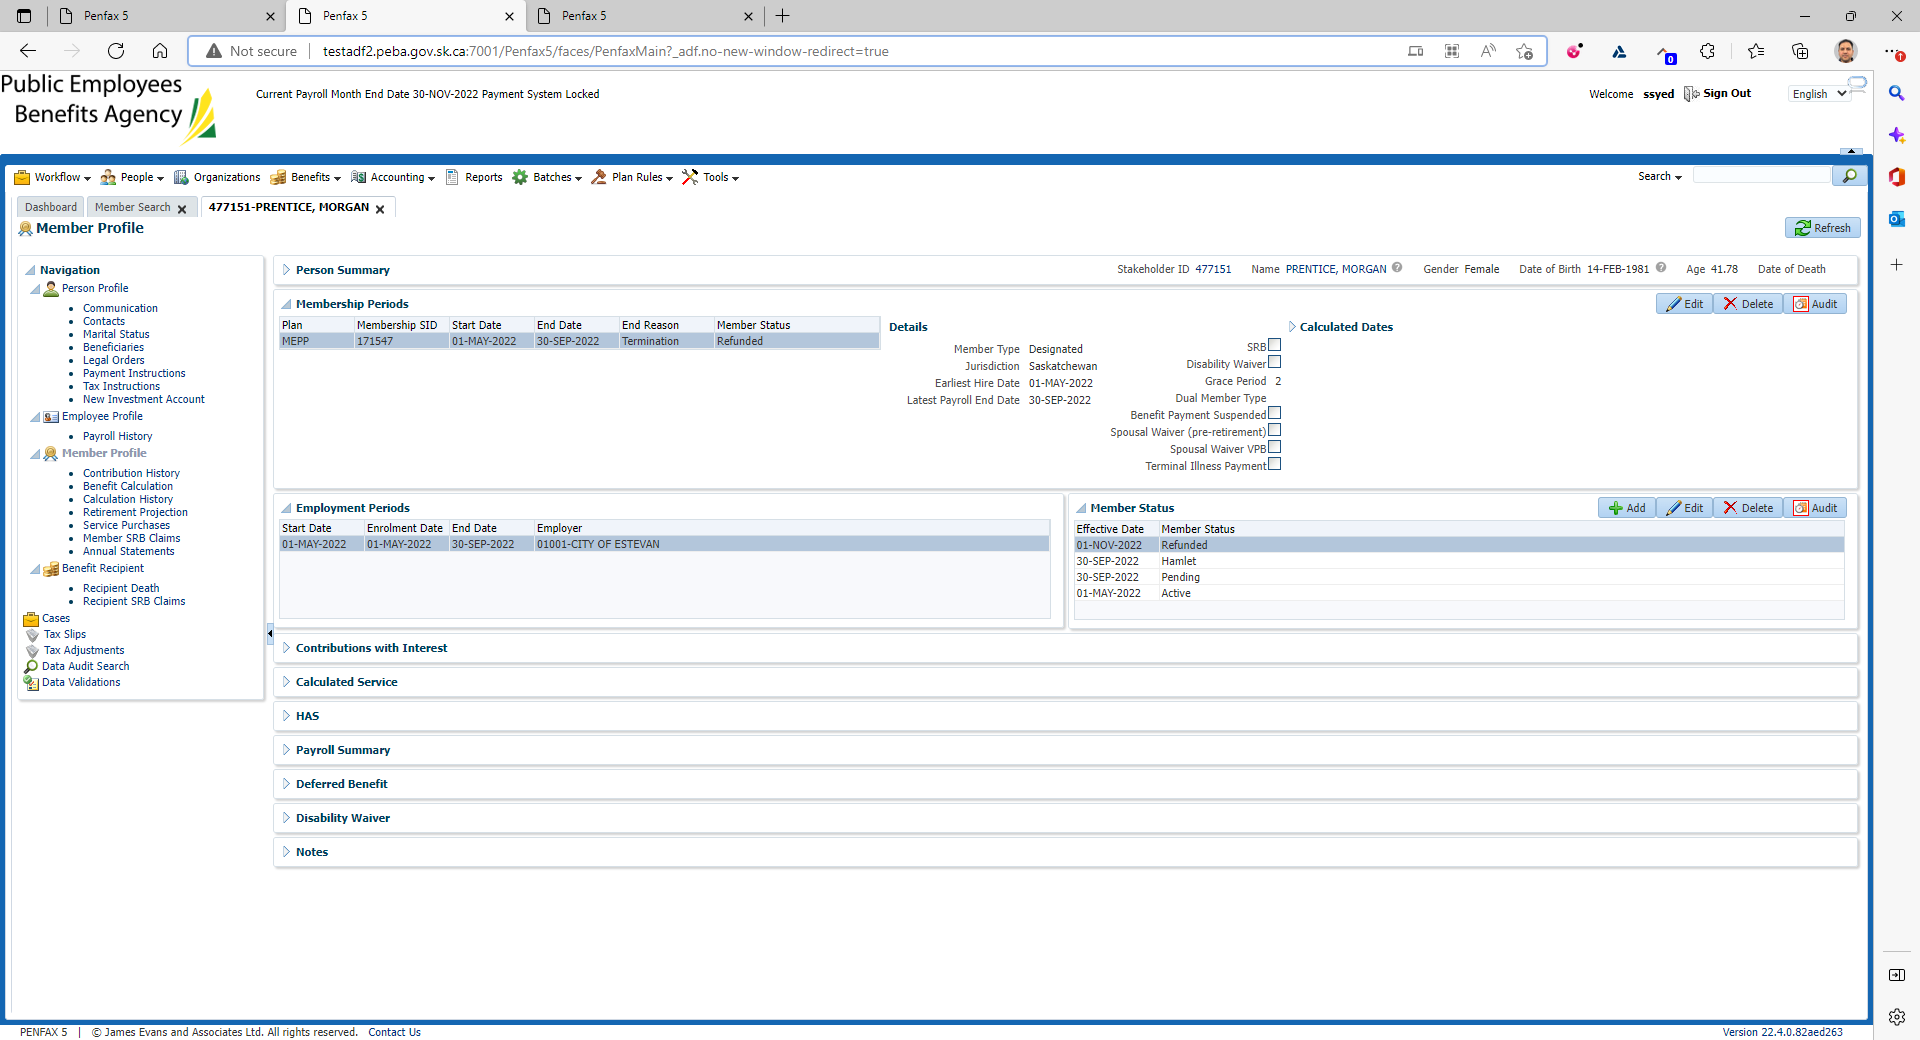 Penfax 5
Penfax 5
Penfax 5
Not secure
testadf2.peba.gov.sk.ca:7001/Penfax5/faces/PenfaxMain?_adf.no-new-window-redirect=true
0
Public Employees
Benefits Agency
Current Payroll Month End Date 30-NOV-2022 Payment System Locked
Welcome ssyed Sign Out English
Workflow People Organizations Benefits Accounting Reports Batches Plan Rules Tools Search
Dashboard Member Search 477151-PRENTICE, MORGAN
Member Profile
Refresh
Navigation
Person Profile
Communication
Contacts
Marital Status
Beneficiaries
Legal Orders
Payment Instructions
Tax Instructions
New Investment Account
Employee Profile
Payroll History
Member Profile
Contribution History
Benefit Calculation
Calculation History
Retirement Projection
Service Purchases
Member SRB Claims
Annual Statements
Benefit Recipient
Recipient Death
Recipient SRB Claims
Cases
Tax Slips
Tax Adjustments
Data Audit Search
Data Validations
Person Summary Stakeholder ID 477151 Name PRENTICE, MORGAN Gender Female Date of Birth 14-FEB-1981 Age 41.78 Date of Death
Membership Periods Edit Delete Audit
Plan Membership SID Start Date End Date End Reason Member Status
MEPP 171547 01-MAY-2022 30-SEP-2022 Termination Refunded
Details
Member Type Designated
Jurisdiction Saskatchewan
Earliest Hire Date 01-MAY-2022
Latest Payroll End Date 30-SEP-2022
SRB
Disability Waiver
Grace Period 2
Dual Member Type
Benefit Payment Suspended
Spousal Waiver (pre-retirement)
Spousal Waiver VPB
Terminal Illness Payment
Calculated Dates
Employment Periods
Start Date Enrolment Date End Date Employer
01-MAY-2022 01-MAY-2022 30-SEP-2022 01001-CITY OF ESTEVAN
Member Status Add Edit Delete Audit
Effective Date Member Status
01-NOV-2022 Refunded
30-SEP-2022 Hamlet
30-SEP-2022 Pending
01-MAY-2022 Active
Contributions with Interest
Calculated Service
HAS
Payroll Summary
Deferred Benefit
Disability Waiver
Notes
PENFAX 5 | © James Evans and Associates Ltd. All rights reserved. Contact Us
Version 22.4.0.82aed263